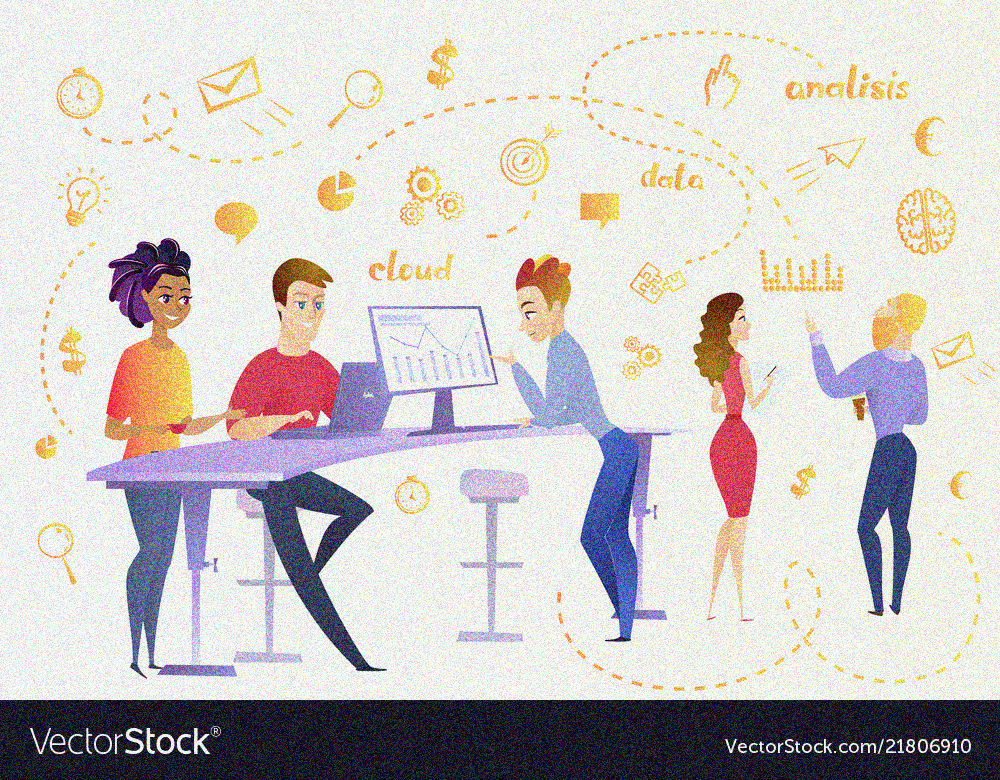 analisis
data
cloud
VectorStock®
VectorStock.com/21806910